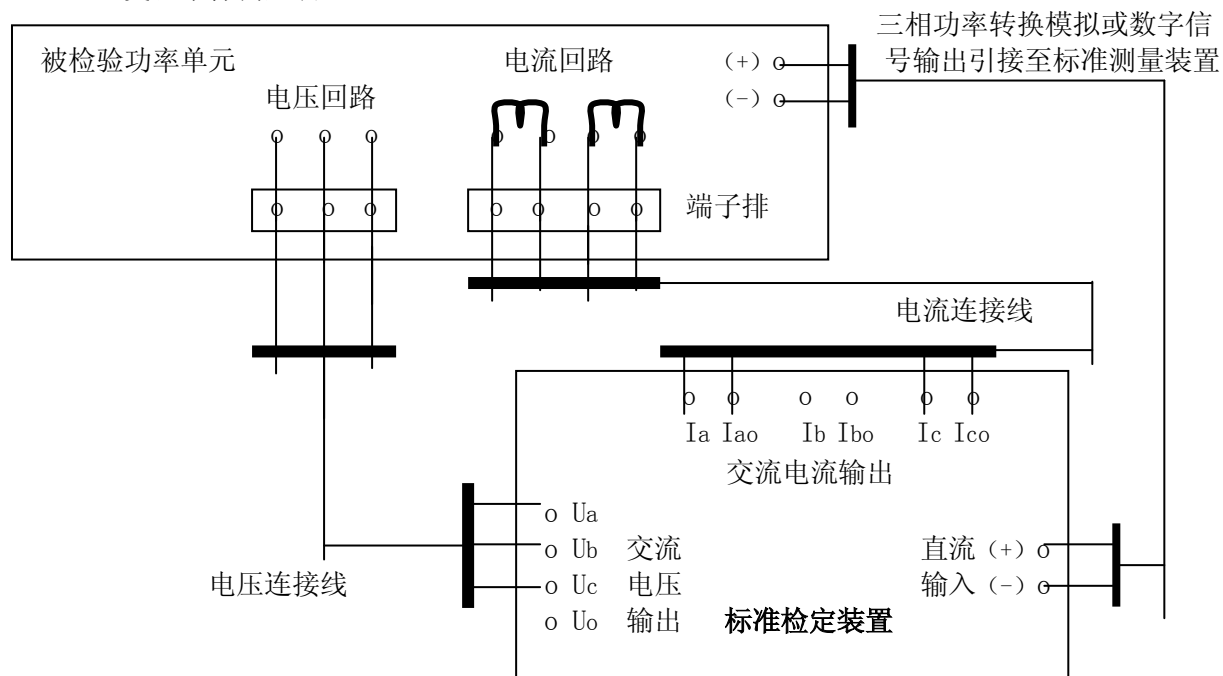 三相功率转换模拟或数字信
号输出引接至标准测量装置
被检验功率单元
电流回路
(+) o
(-) o
电压回路
o o o
o o o o
o o o
o o o o
端子排
电流连接线
o o o o o o
Ia Iao Ib Ibo Ic Ico
交流电流输出
o Ua
o Ub 交流
o Uc 电压
o Uo 输出
直流 (+) o
输入 (-) o
电压连接线
标准检定装置